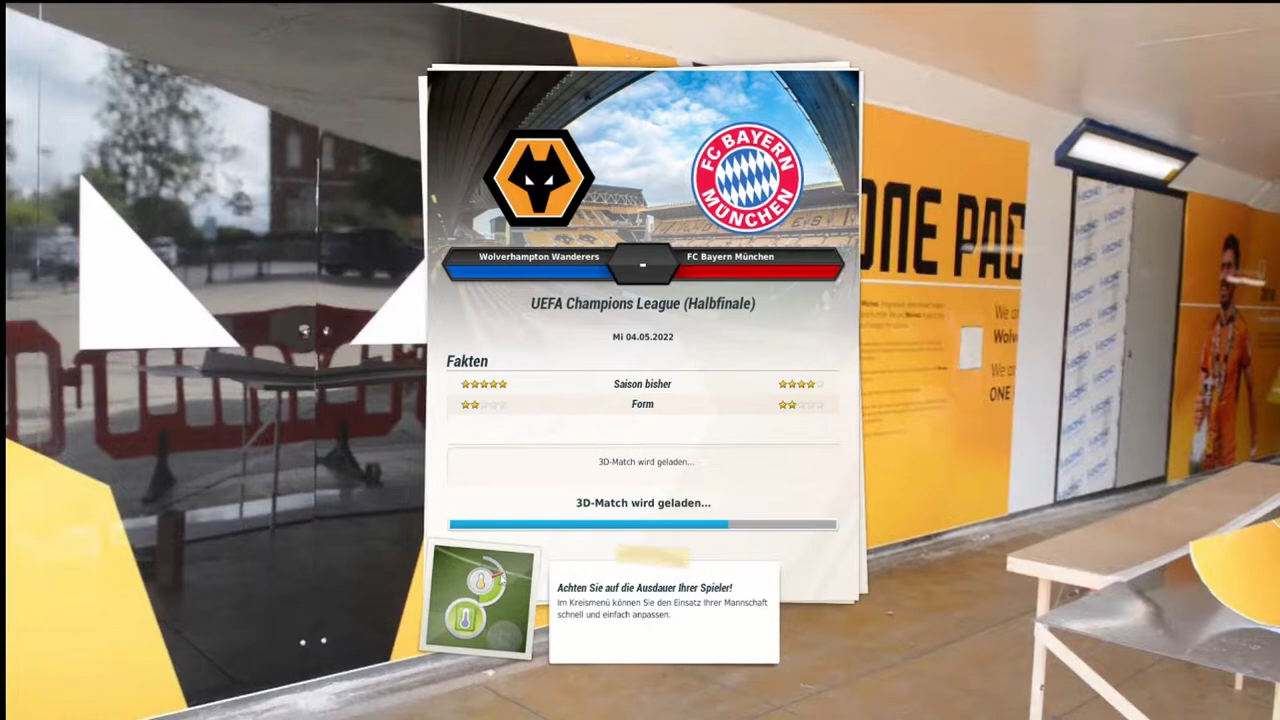 FC BAYERN
MÜNCHEN
Wolverhampton Wanderers
-
FC Bayern München
UEFA Champions League (Halbfinale)
Mi 04.05.2022
Fakten
Saison bisher
Form
3D-Match wird geladen...
3D-Match wird geladen...
Achten Sie auf die Ausdauer Ihrer Spieler!
Im Kreismenü können Sie den Einsatz Ihrer Mannschaft
schnell und einfach anpassen.
ONE PAC
We
Wolv
We
ONE